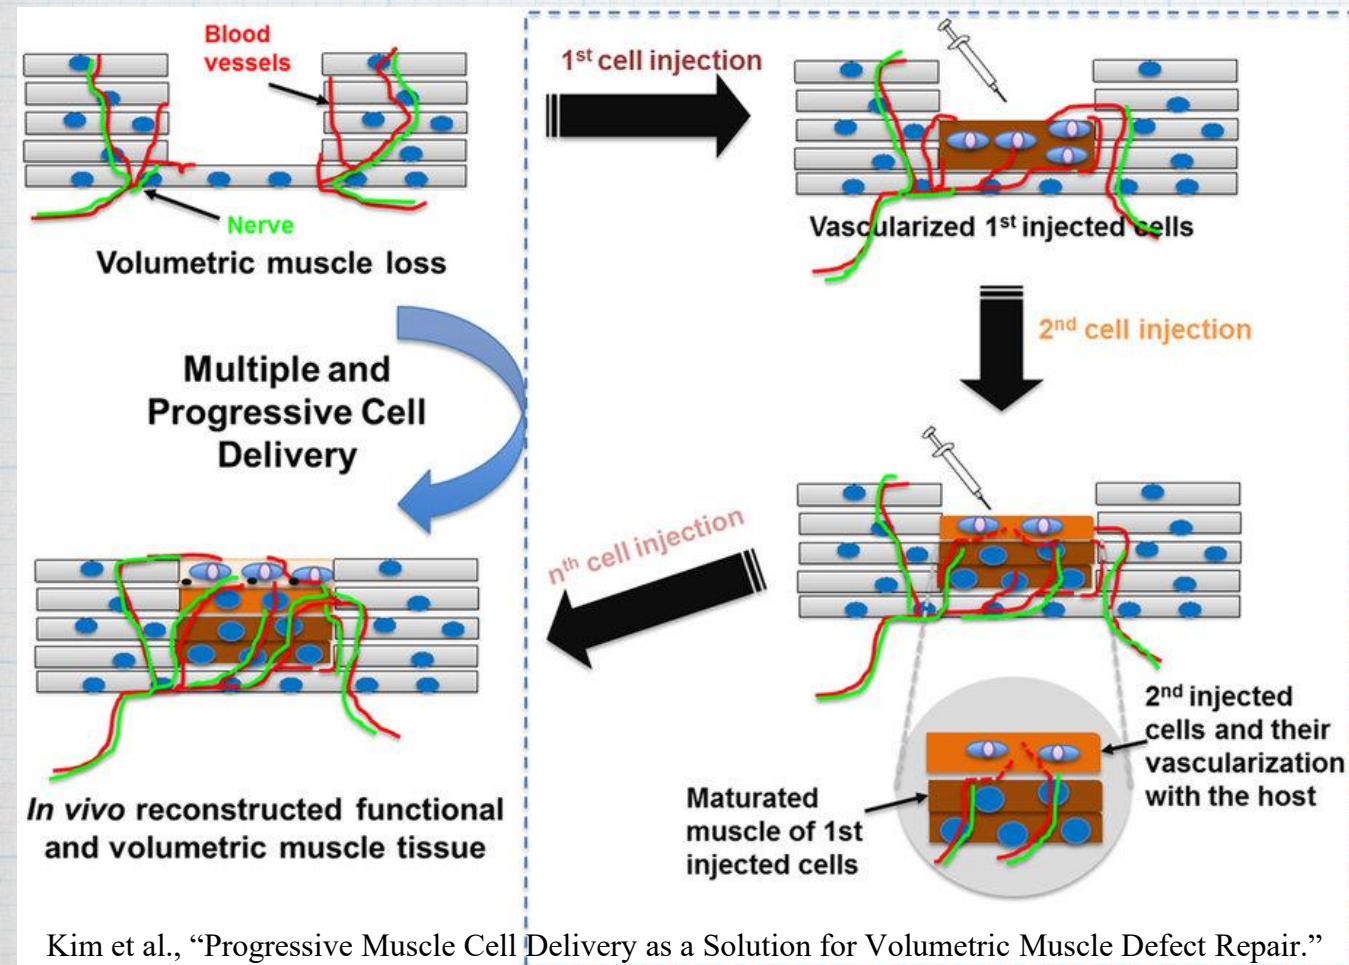 Blood
vessels
Nerve
Volumetric muscle loss
1st cell injection
Vascularized 1st injected cells
2nd cell injection
Multiple and
Progressive Cell
Delivery
nth cell injection
2nd injected
cells and their
vascularization
with the host
Maturated
muscle of 1st
injected cells
In vivo reconstructed functional
and volumetric muscle tissue
Kim et al., “Progressive Muscle Cell Delivery as a Solution for Volumetric Muscle Defect Repair.”